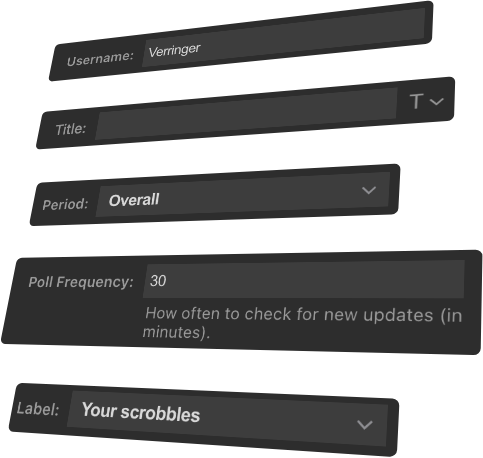 Username: Verringer
Title: T
Period: Overall
Poll Frequency: 30
How often to check for new updates (in
minutes).
Label: Your scrobbles